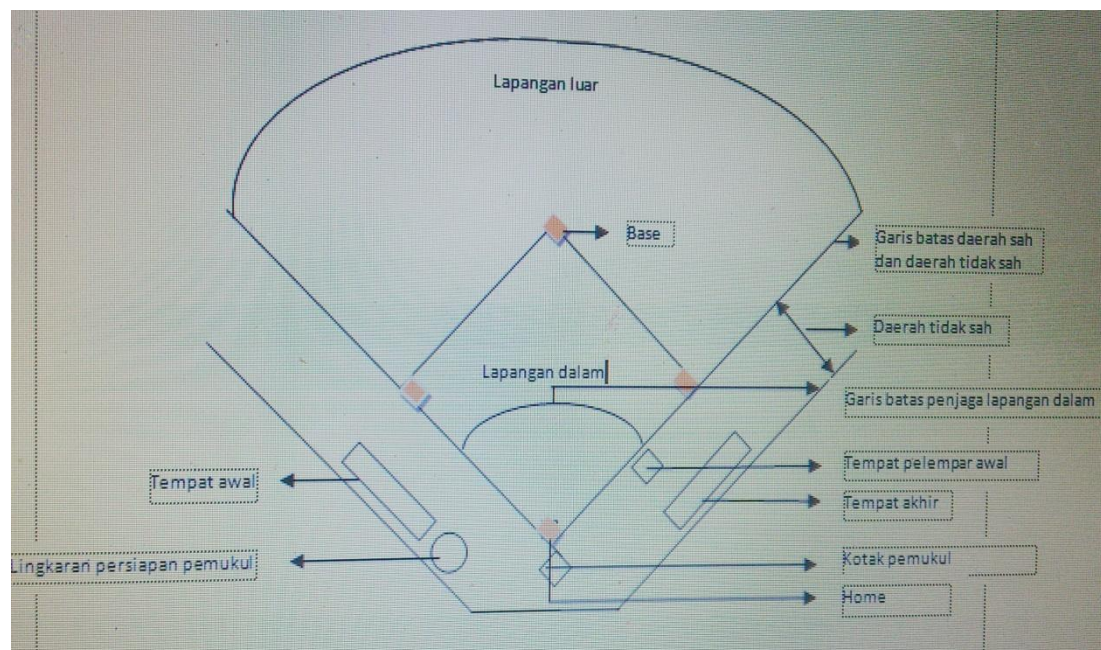 Lapangan luar
Base
Garis batas daerah sah
dan daerah tidak sah
Daerah tidak sah
Lapangan dalam
Garis batas penjaga lapangan dalam
Tempat pelempar awal
Tempat awal
Tempat akhir
Lingkaran persiapan pemukul
Kotak pemukul
Home